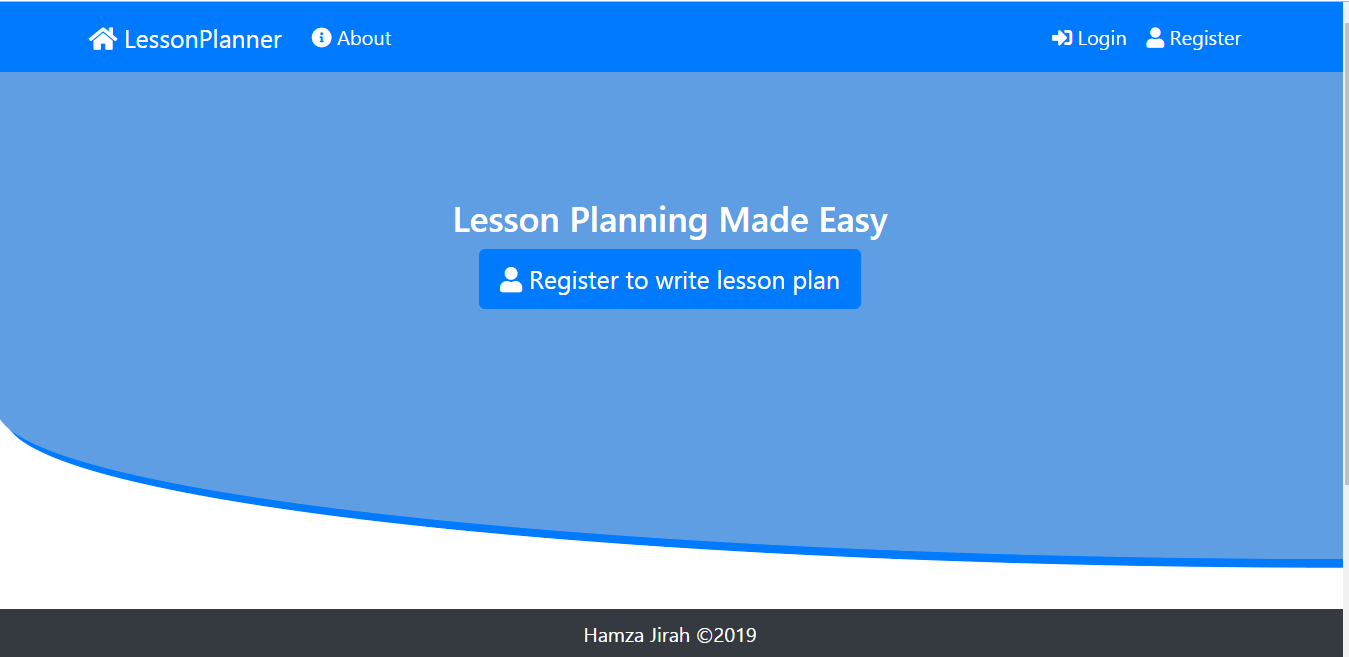 LessonPlanner About Login Register
Lesson Planning Made Easy
Register to write lesson plan
Hamza Jirah ©2019